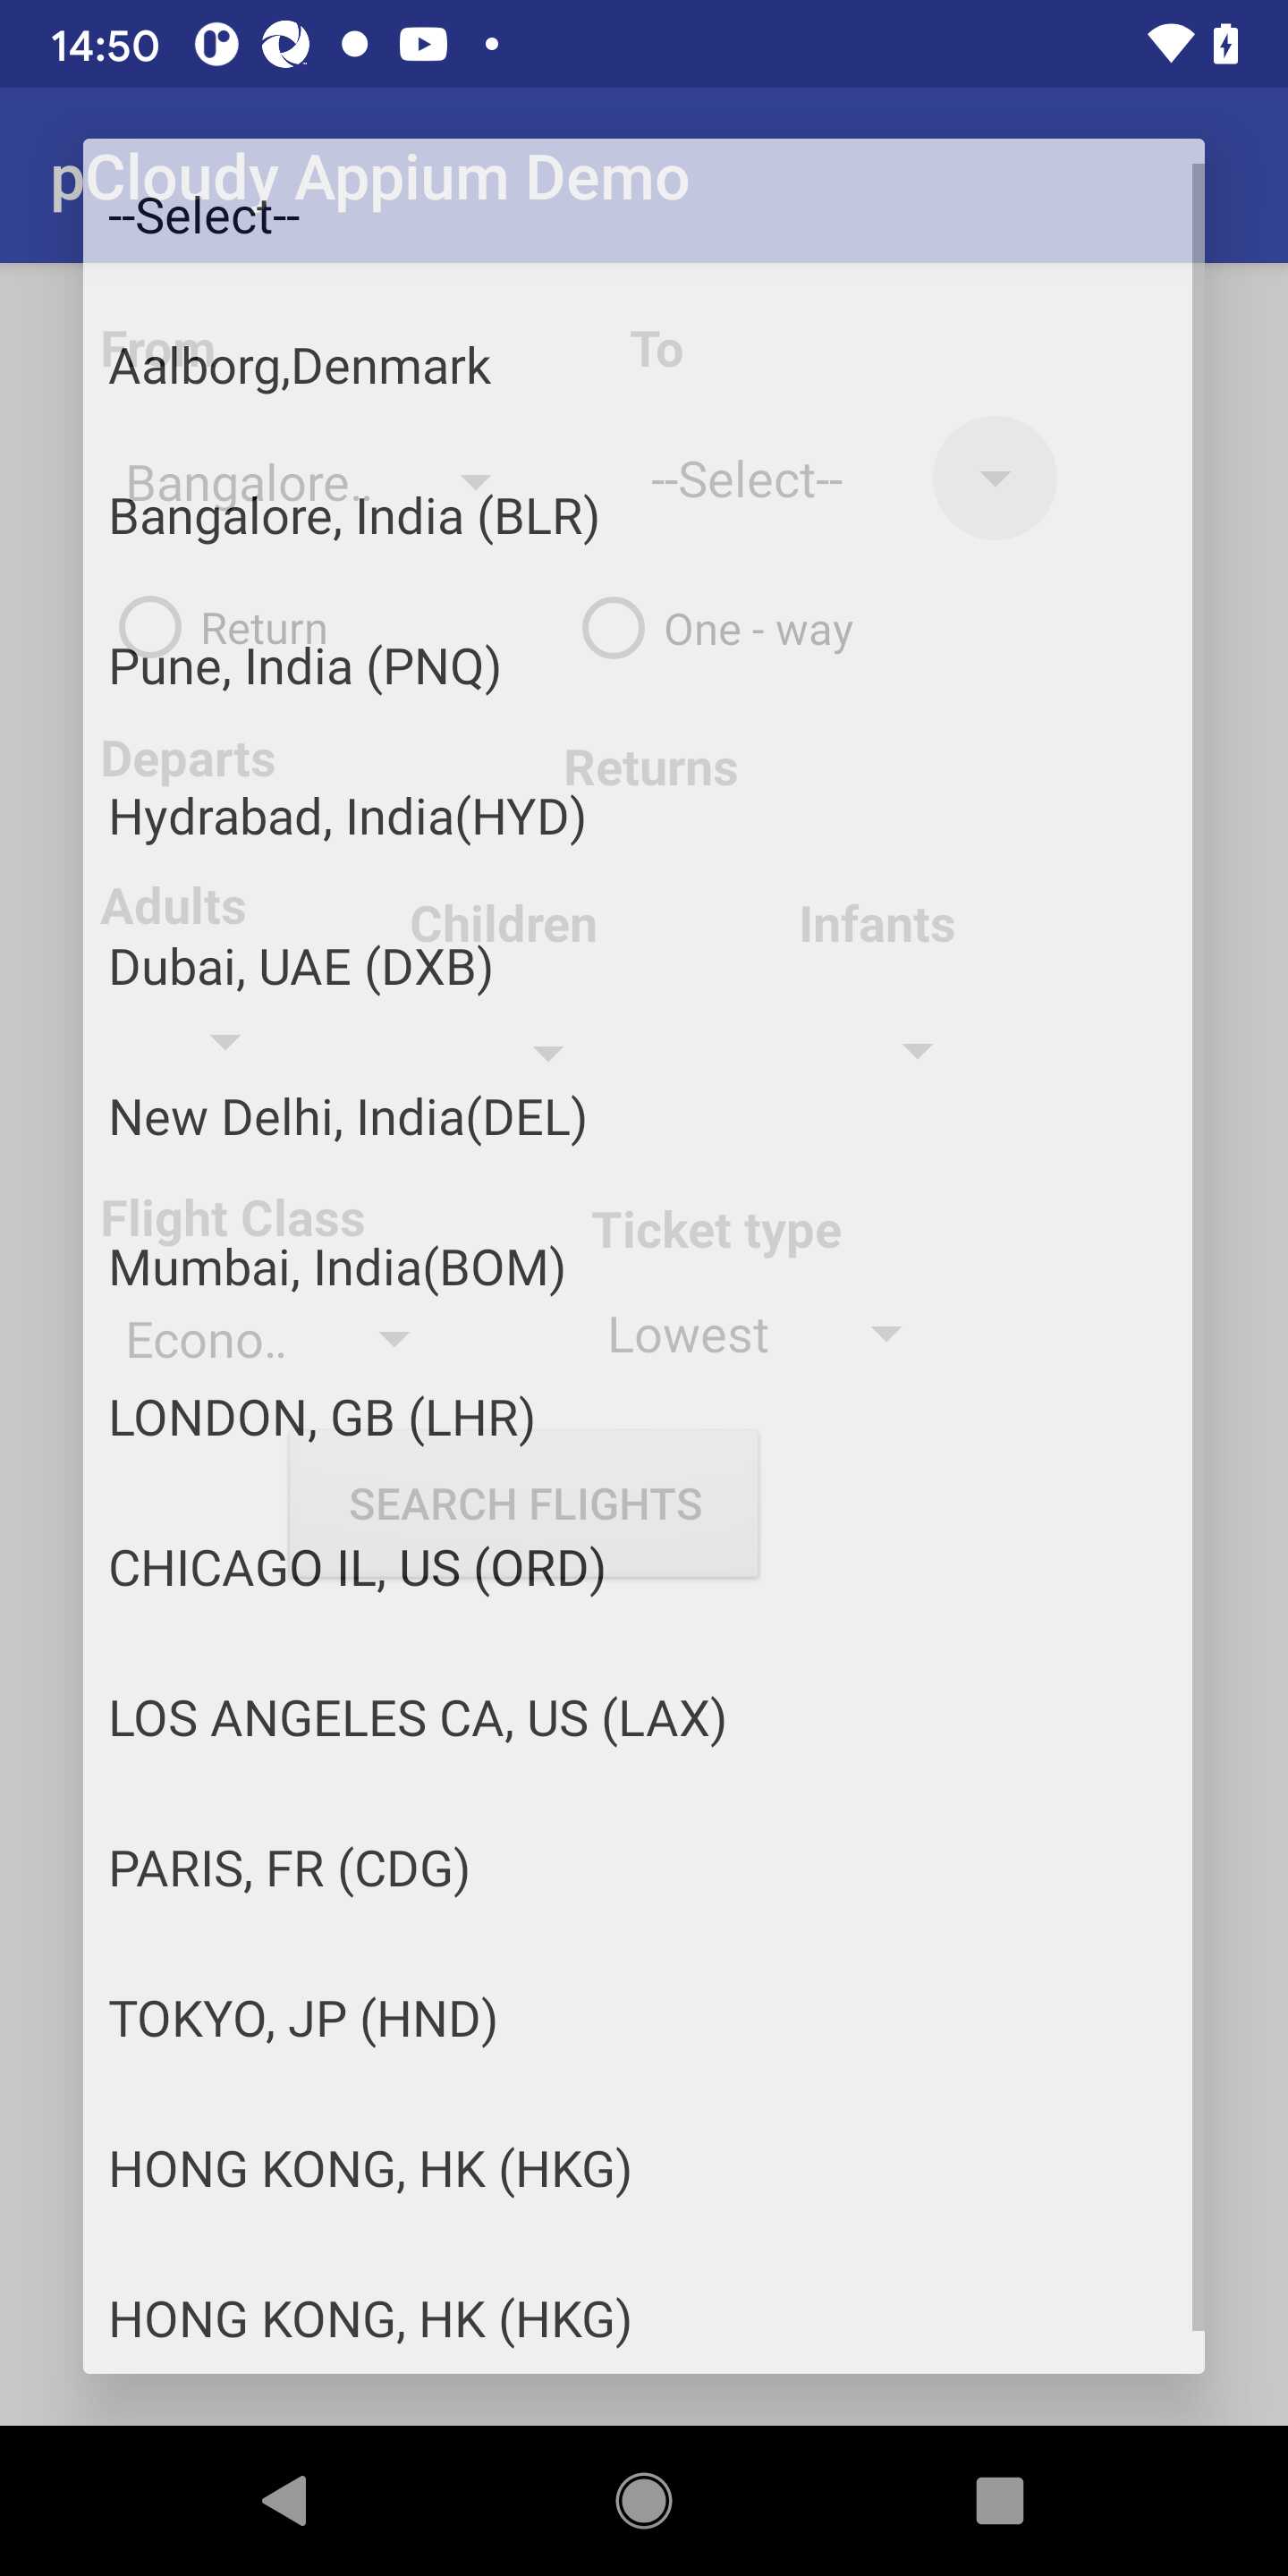 14:50
pCloudy Appium Demo
--Select--
From
To
Aalborg,Denmark
Bangalore..
--Select--
Bangalore, India (BLR)
Return
One - way
Pune, India (PNQ)
Departs
Returns
Hydrabad, India(HYD)
Adults
Children
Infants
Dubai, UAE (DXB)
New Delhi, India(DEL)
Flight Class
Ticket type
Mumbai, India(BOM)
Econo..
Lowest
LONDON, GB (LHR)
SEARCH FLIGHTS
CHICAGO IL, US (ORD)
LOS ANGELES CA, US (LAX)
PARIS, FR (CDG)
TOKYO, JP (HND)
HONG KONG, HK (HKG)
HONG KONG, HK (HKG)